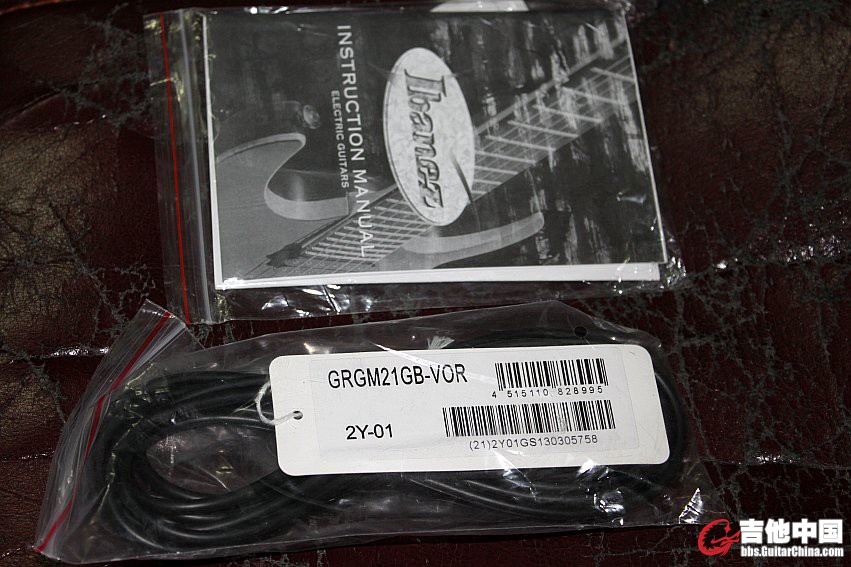 INSTRUCTION MANUAL
ELECTRIC GUITARS
Ibanez
GRGM21GB-VOR
4 515110 828995
2Y-01
(21)2Y01GS130305758
吉他中国
bbs.GuitarChina.com